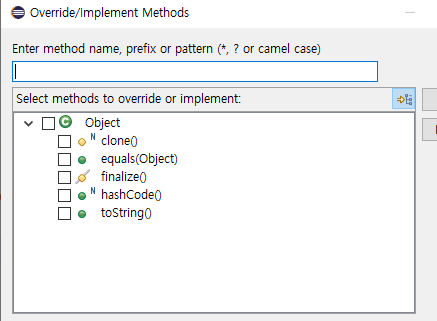 Override/Implement Methods
Enter method name, prefix or pattern (*, ? or camel case)
Select methods to override or implement:
Object
N clone()
equals(Object)
finalize()
N hashCode()
toString()